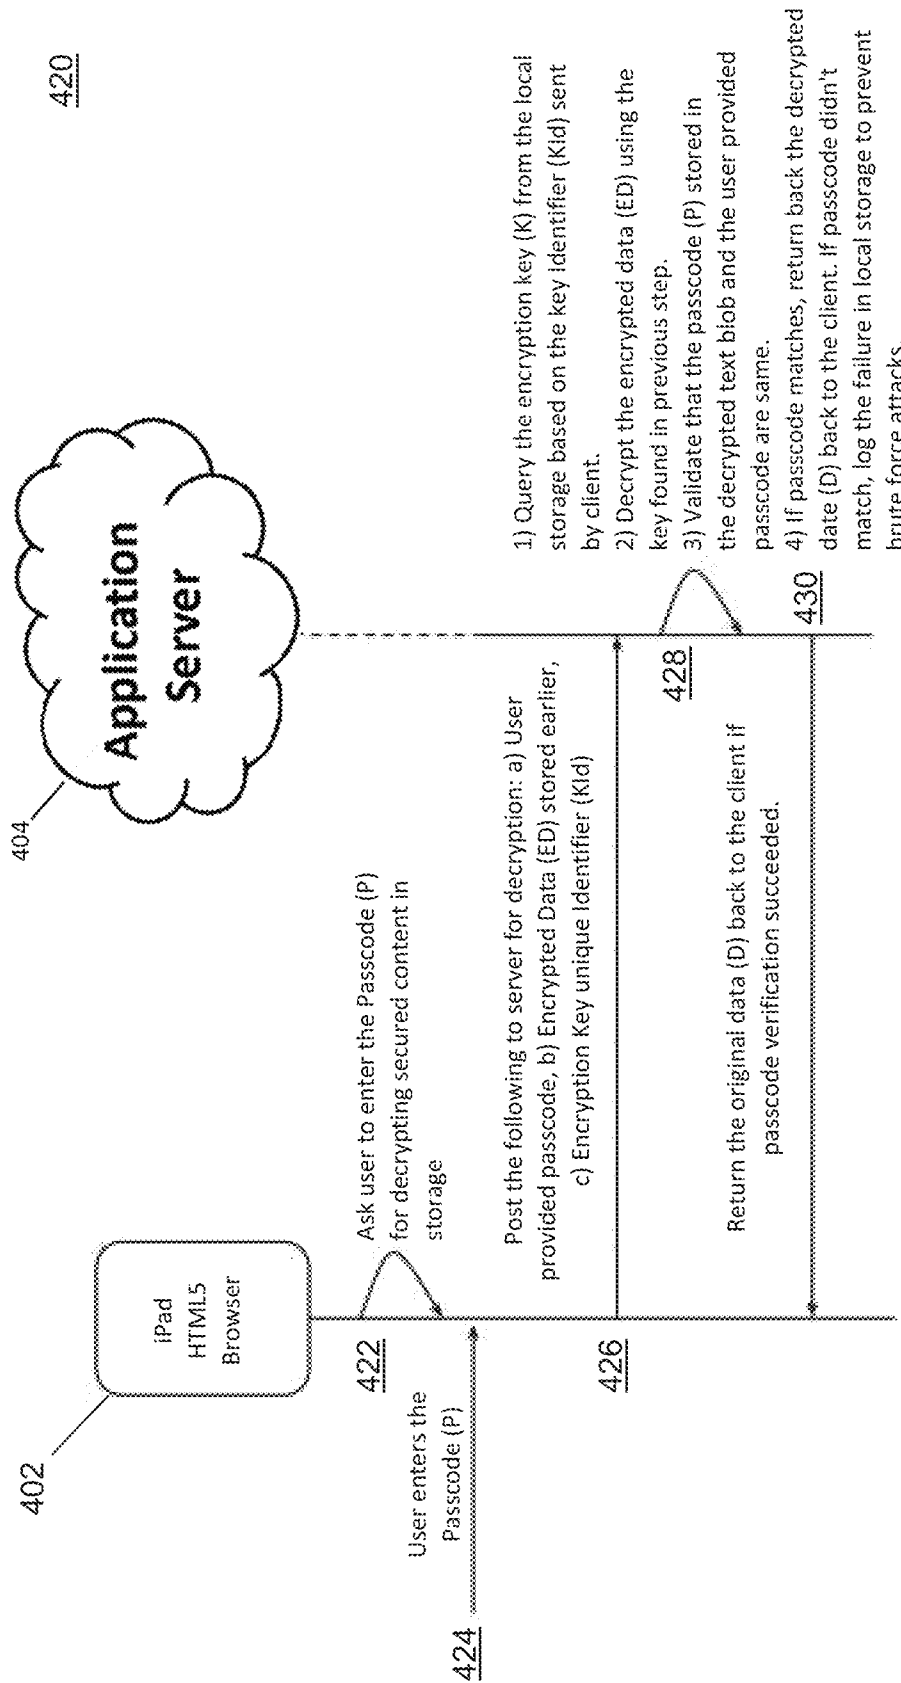 420
404
Application
Server
402
iPad
HTML5
Browser
422
Ask user to enter the Passcode (P)
for decrypting secured content in
storage
User enters the
Passcode (P)
424
426
Post the following to server for decryption: a) User
provided passcode, b) Encrypted Data (ED) stored earlier,
c) Encryption Key unique Identifier (KId)
428
1) Query the encryption key (K) from the local
storage based on the key identifier (KId) sent
by client.
2) Decrypt the encrypted data (ED) using the
key found in previous step.
3) Validate that the passcode (P) stored in
the decrypted text blob and the user provided
passcode are same.
4) If passcode matches, return back the decrypted
date (D) back to the client. If passcode didn't
match, log the failure in local storage to prevent
brute force attacks.
430
Return the original data (D) back to the client if
passcode verification succeeded.